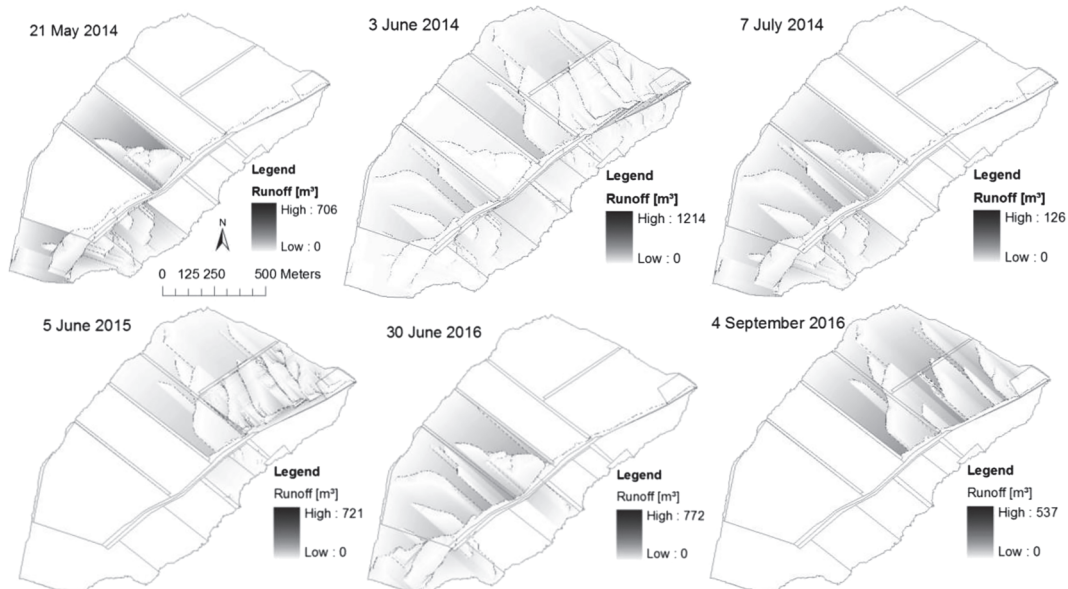 21 May 2014
Legend
Runoff [m³]
High : 706
Low : 0
N
0 125 250 500 Meters
3 June 2014
Legend
Runoff [m³]
High : 1214
Low : 0
7 July 2014
Legend
Runoff [m³]
High : 126
Low : 0
5 June 2015
Legend
Runoff [m³]
High : 721
Low : 0
30 June 2016
Legend
Runoff [m³]
High : 772
Low : 0
4 September 2016
Legend
Runoff [m³]
High : 537
Low : 0